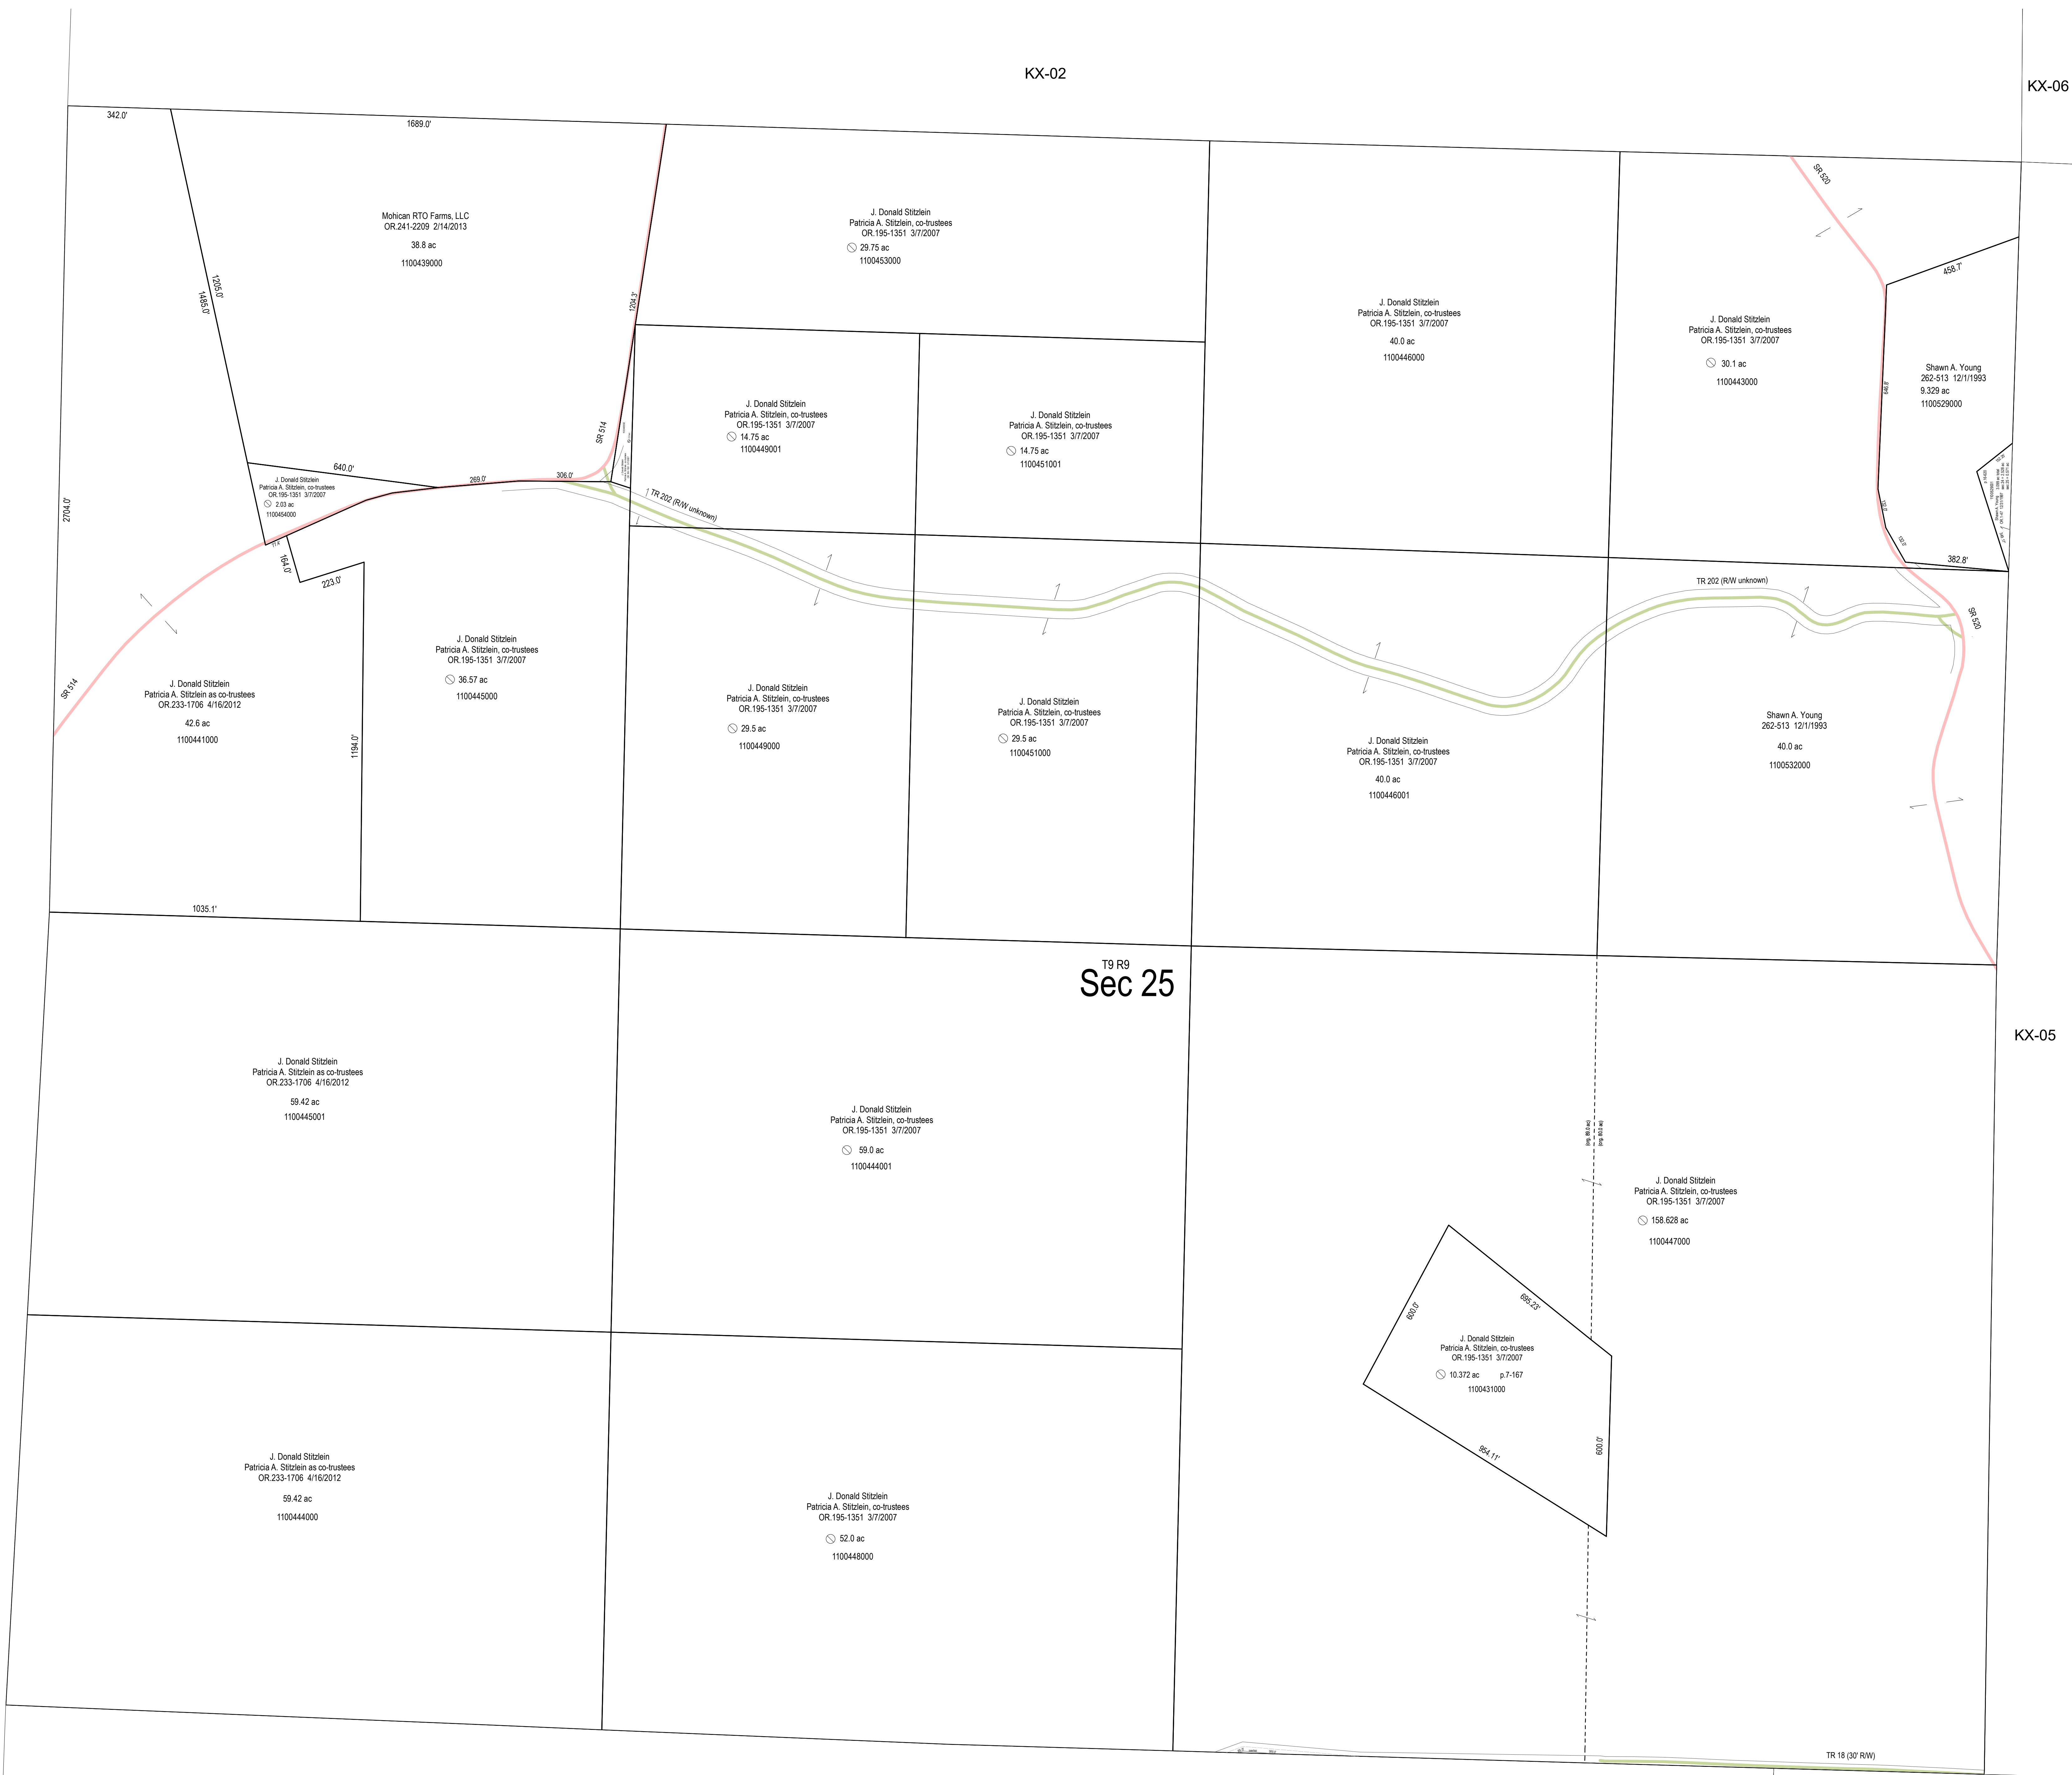 KX-02
KX-06
342.0'
1689.0'
SR 520
Mohican RTO Farms, LLC
OR.241-2209 2/14/2013
38.8 ac
1100439000
J. Donald Stitzlein
Patricia A. Stitzlein, co-trustees
OR.195-1351 3/7/2007
29.75 ac
1100453000
458.7'
1205.0'
1485.0'
1204.3'
J. Donald Stitzlein
Patricia A. Stitzlein, co-trustees
OR.195-1351 3/7/2007
40.0 ac
1100446000
J. Donald Stitzlein
Patricia A. Stitzlein, co-trustees
OR.195-1351 3/7/2007
30.1 ac
1100443000
646.6'
Shawn A. Young
262-513 12/1/1993
9.329 ac
1100529000
J. Donald Stitzlein
Patricia A. Stitzlein, co-trustees
OR.195-1351 3/7/2007
14.75 ac
1100449001
J. Donald Stitzlein
Patricia A. Stitzlein, co-trustees
OR.195-1351 3/7/2007
14.75 ac
1100451001
SR 514
640.0'
269.0'
306.0'
J. Donald Stitzlein
Patricia A. Stitzlein, co-trustees
OR.195-1351 3/7/2007
2.03 ac
1100454000
2704.0'
TR 202 (R/W unknown)
382.8'
164.0'
223.0'
TR 202 (R/W unknown)
SR 520
J. Donald Stitzlein
Patricia A. Stitzlein, co-trustees
OR.195-1351 3/7/2007
36.57 ac
1100445000
SR 514
J. Donald Stitzlein
Patricia A. Stitzlein as co-trustees
OR.233-1706 4/16/2012
42.6 ac
1100441000
1194.0'
J. Donald Stitzlein
Patricia A. Stitzlein, co-trustees
OR.195-1351 3/7/2007
29.5 ac
1100449000
J. Donald Stitzlein
Patricia A. Stitzlein, co-trustees
OR.195-1351 3/7/2007
29.5 ac
1100451000
J. Donald Stitzlein
Patricia A. Stitzlein, co-trustees
OR.195-1351 3/7/2007
40.0 ac
1100446001
Shawn A. Young
262-513 12/1/1993
40.0 ac
1100532000
1035.1'
T9 R9
Sec 25
KX-05
J. Donald Stitzlein
Patricia A. Stitzlein as co-trustees
OR.233-1706 4/16/2012
59.42 ac
1100445001
J. Donald Stitzlein
Patricia A. Stitzlein, co-trustees
OR.195-1351 3/7/2007
59.0 ac
1100444001
(org. 89.0 ac)
(org. 80.0 ac)
J. Donald Stitzlein
Patricia A. Stitzlein, co-trustees
OR.195-1351 3/7/2007
158.628 ac
1100447000
600.0'
695.23'
J. Donald Stitzlein
Patricia A. Stitzlein, co-trustees
OR.195-1351 3/7/2007
10.372 ac p.7-167
1100431000
954.11'
600.0'
J. Donald Stitzlein
Patricia A. Stitzlein as co-trustees
OR.233-1706 4/16/2012
59.42 ac
1100444000
J. Donald Stitzlein
Patricia A. Stitzlein, co-trustees
OR.195-1351 3/7/2007
52.0 ac
1100448000
TR 18 (30' R/W)